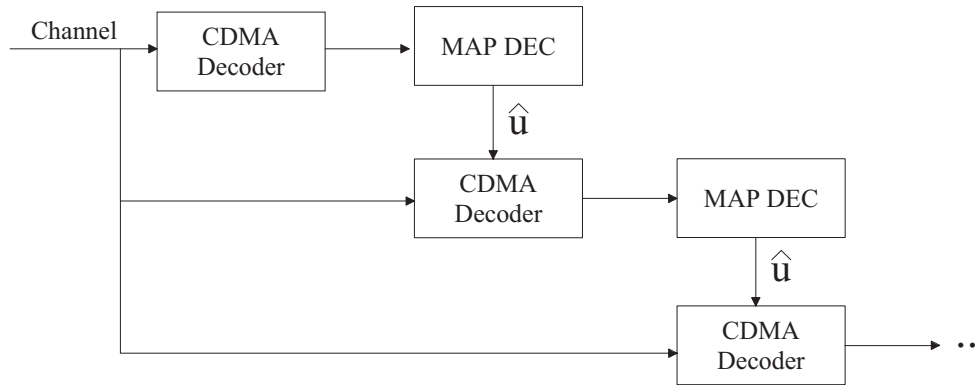 Channel
CDMA
Decoder
MAP DEC
û
CDMA
Decoder
MAP DEC
û
CDMA
Decoder
..